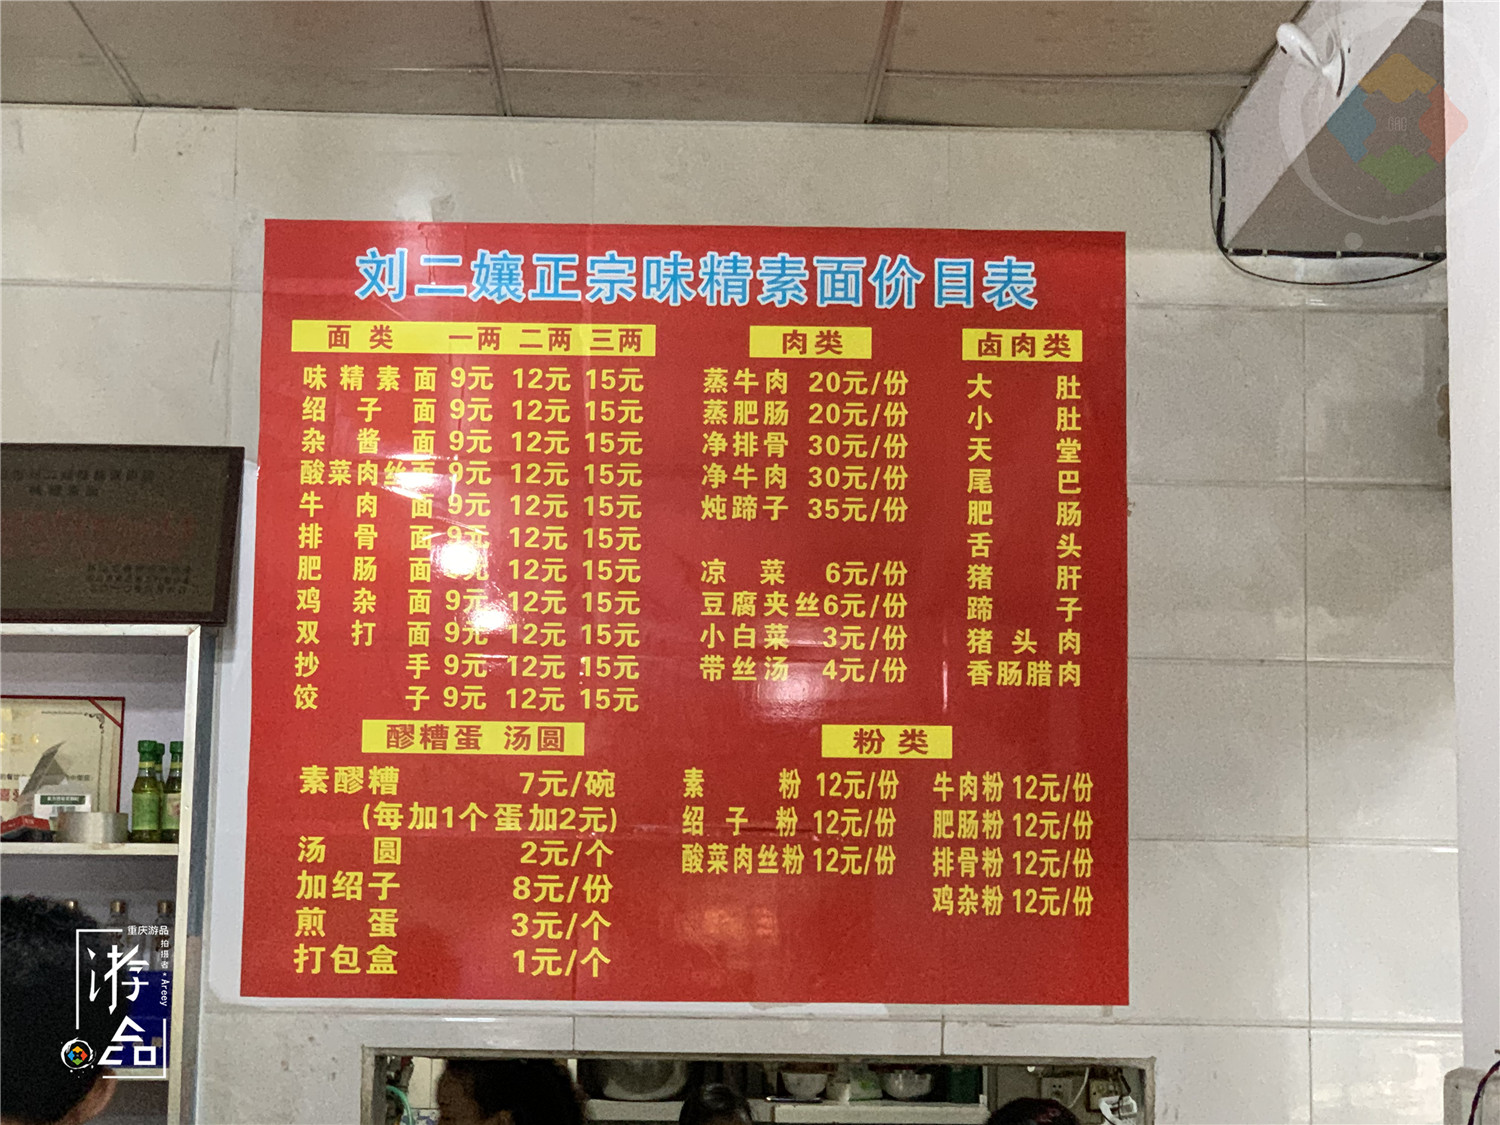 刘二孃正宗味精素面价目表
面类 一两 二两 三两
味精素面 9元 12元 15元
绍子面 9元 12元 15元
杂酱面 9元 12元 15元
酸菜肉丝面 9元 12元 15元
牛肉面 9元 12元 15元
排骨面 9元 12元 15元
肥肠面 9元 12元 15元
鸡杂面 9元 12元 15元
双打面 9元 12元 15元
抄手 9元 12元 15元
饺子 9元 12元 15元
肉类
蒸牛肉 20元/份
蒸肥肠 20元/份
净排骨 30元/份
净牛肉 30元/份
炖蹄子 35元/份
凉菜 6元/份
豆腐夹丝6元/份
小白菜 3元/份
带丝汤 4元/份
卤肉类
大肚
小肚
天堂
尾巴
肥肠
舌头
猪肝
蹄子
猪头肉
香肠腊肉
醪糟蛋 汤圆
素醪糟 7元/碗
(每加1个蛋加2元)
汤圆 2元/个
加绍子 8元/份
煎蛋 3元/个
打包盒 1元/个
粉类
素粉 12元/份
绍子粉 12元/份
酸菜肉丝粉 12元/份
牛肉粉 12元/份
肥肠粉 12元/份
排骨粉 12元/份
鸡杂粉 12元/份
重庆游品
拍摄者·Areey
游品